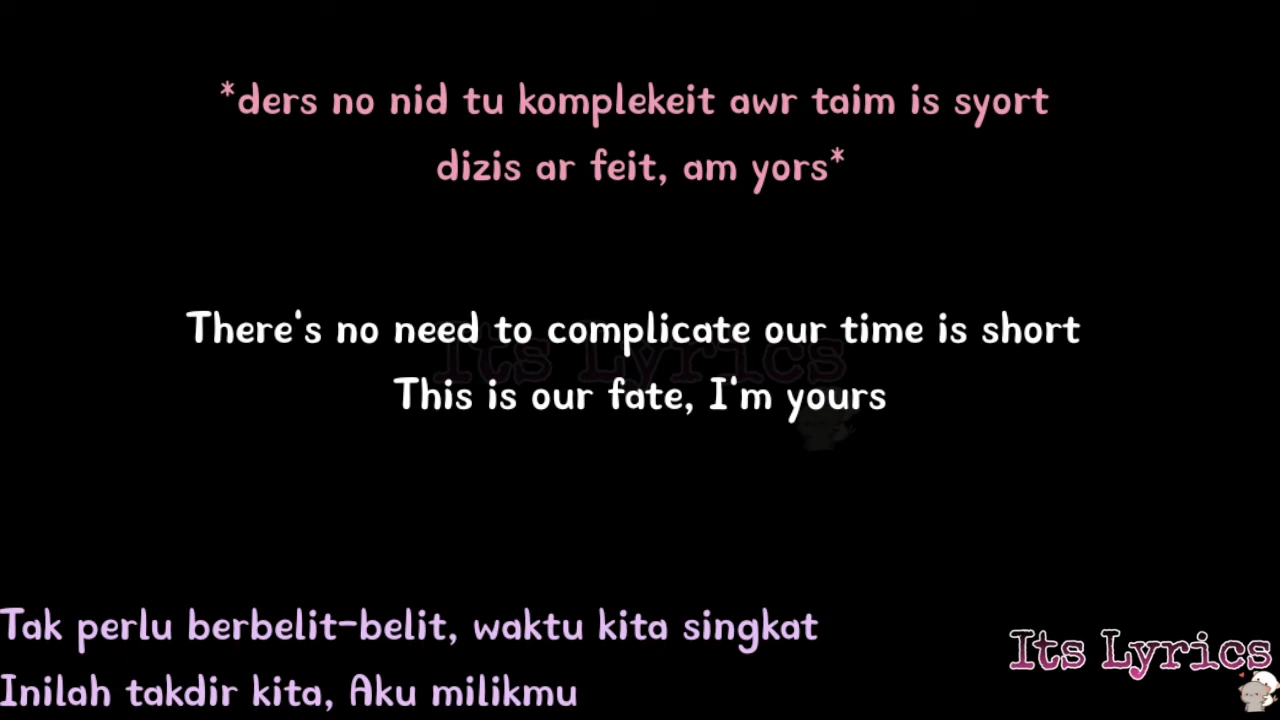 *ders no nid tu komplekeit awr taim is syort
dizis ar feit, am yors*
There's no need to complicate our time is short
Its Lyrics
This is our fate, I'm yours
Tak perlu berbelit-belit, waktu kita singkat
Inilah takdir kita, Aku milikmu
Its Lyrics